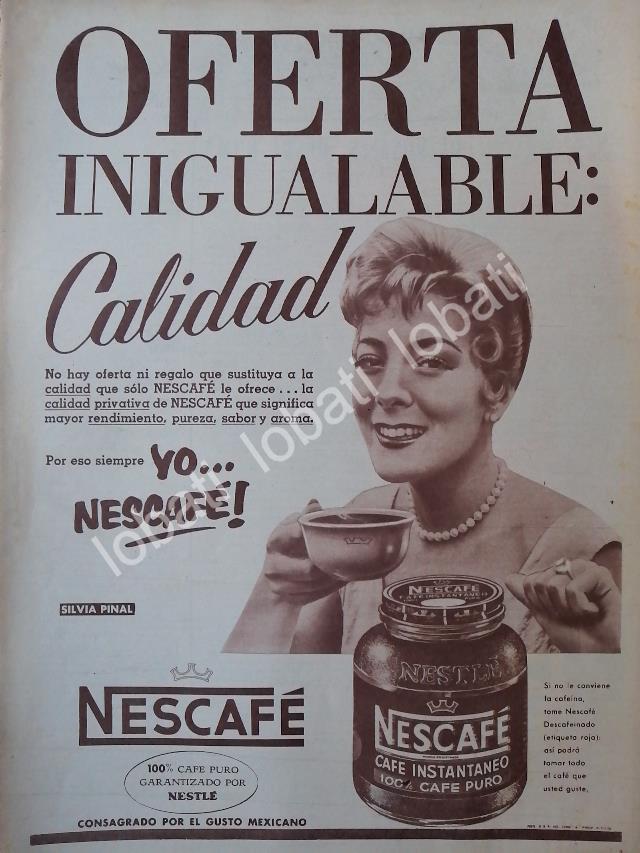 OFERTA
INIGUALABLE:
Calidad
No hay oferta ni regalo que sustituya a la
calidad que sólo NESCAFÉ le ofrece... la
calidad privativa de NESCAFÉ que significa
mayor rendimiento, pureza, sabor y aroma.
Por eso siempre YO...
NESCAFÉ!
lobati lobati lobati lobati
SILVIA PINAL
NESCAFÉ
CAFE INSTANTANEO
NESTLÉ
NESCAFÉ
CAFE INSTANTANEO
100% CAFE PURO
Si no le conviene
la cafeína,
tome Nescafé
Descafeinado
(etiqueta roja):
así podrá
tomar todo
el café que
usted guste.
NESCAFÉ
100% CAFE PURO
GARANTIZADO POR
NESTLÉ
CONSAGRADO POR EL GUSTO MEXICANO